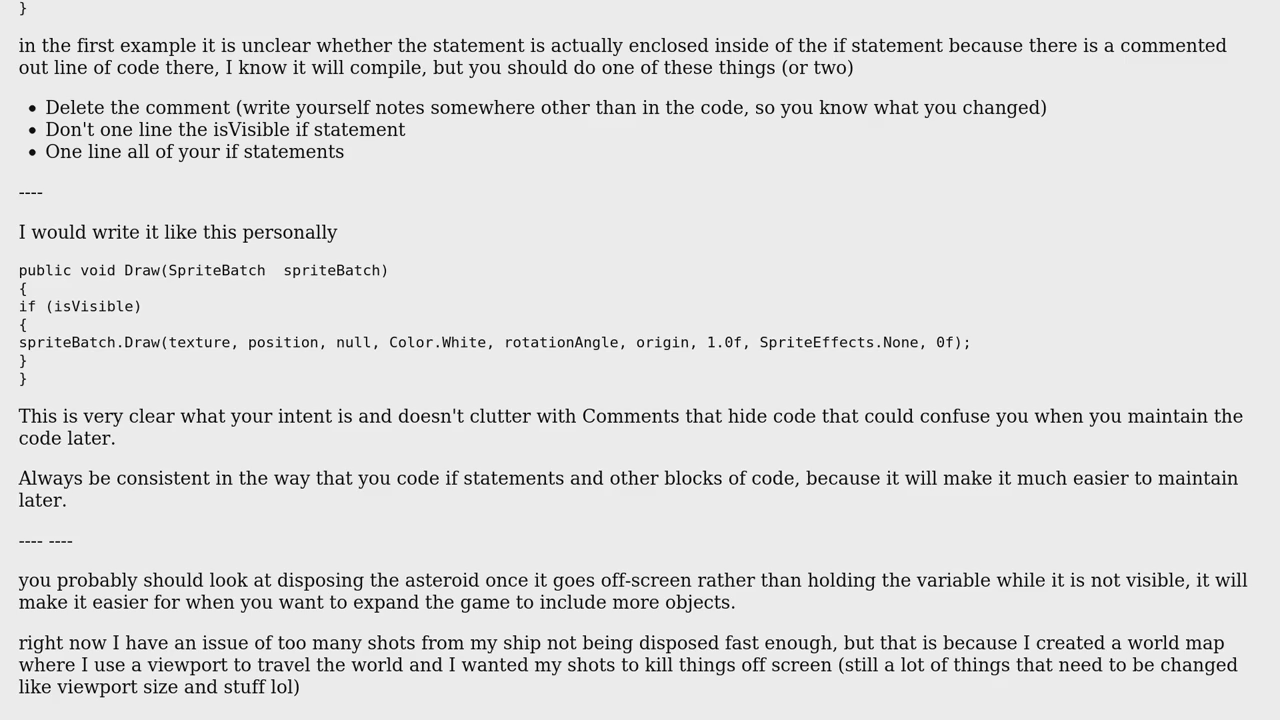 }
in the first example it is unclear whether the statement is actually enclosed inside of the if statement because there is a commented
out line of code there, I know it will compile, but you should do one of these things (or two)
• Delete the comment (write yourself notes somewhere other than in the code, so you know what you changed)
• Don't one line the isVisible if statement
• One line all of your if statements
----
I would write it like this personally
public void Draw(SpriteBatch  spriteBatch)
{
if (isVisible)
{
spriteBatch.Draw(texture, position, null, Color.White, rotationAngle, origin, 1.0f, SpriteEffects.None, 0f);
}
}
This is very clear what your intent is and doesn't clutter with Comments that hide code that could confuse you when you maintain the
code later.
Always be consistent in the way that you code if statements and other blocks of code, because it will make it much easier to maintain
later.
---- ----
you probably should look at disposing the asteroid once it goes off-screen rather than holding the variable while it is not visible, it will
make it easier for when you want to expand the game to include more objects.
right now I have an issue of too many shots from my ship not being disposed fast enough, but that is because I created a world map
where I use a viewport to travel the world and I wanted my shots to kill things off screen (still a lot of things that need to be changed
like viewport size and stuff lol)